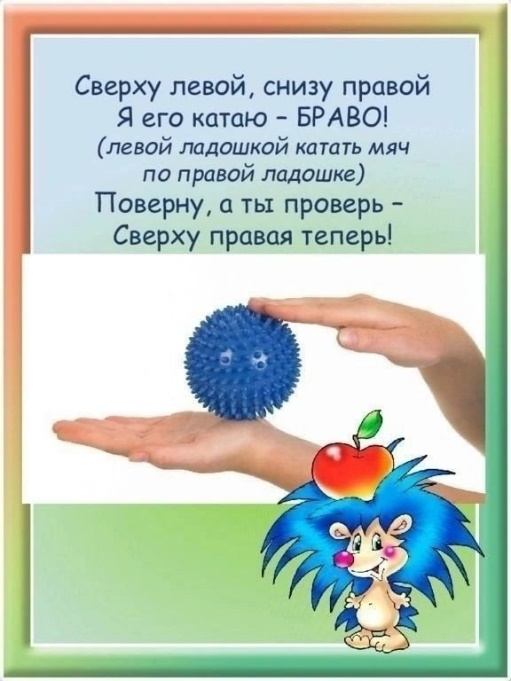 Сверху левой, снизу правой
Я его катаю – БРАВО!
(левой ладошкой катать мяч
по правой ладошке)
Поверну, а ты проверь –
Сверху правая теперь!